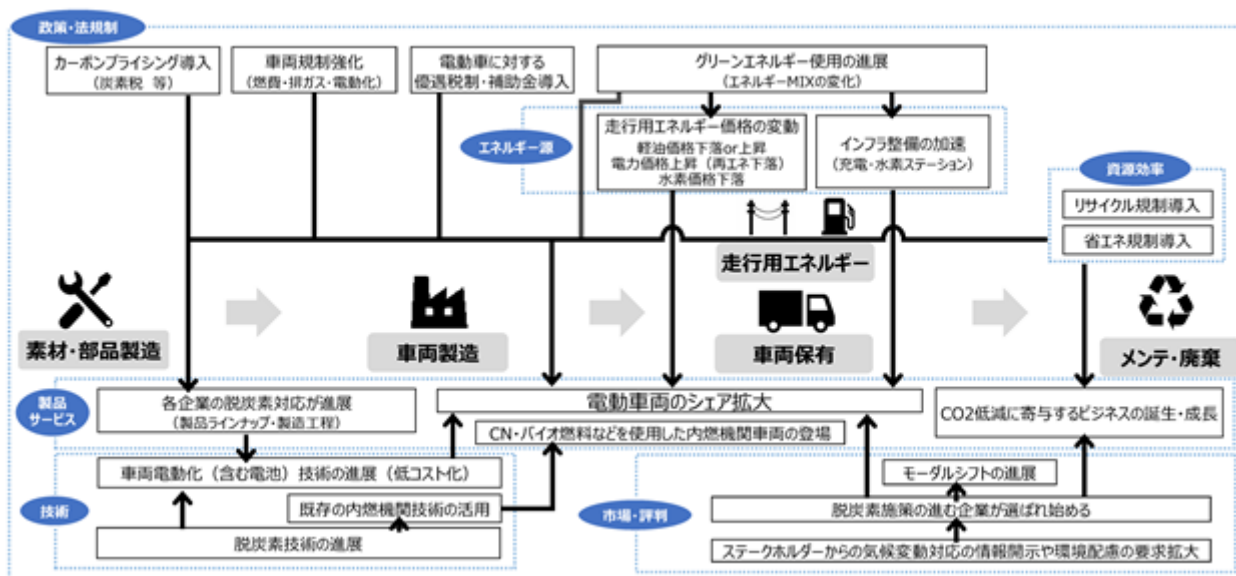 政策・法規制
カーボンプライシング導入
(炭素税 等)
車両規制強化
(燃費・排ガス・電動化)
電動車に対する
優遇税制・補助金導入
グリーンエネルギー使用の進展
(エネルギーMIXの変化)
エネルギー源
走行用エネルギー価格の変動
軽油価格下落or上昇
電力価格上昇（再エネ下落）
水素価格下落
インフラ整備の加速
(充電・水素ステーション)
資源効率
リサイクル規制導入
省エネ規制導入
走行用エネルギー
素材・部品製造
車両製造
車両保有
メンテ・廃棄
製品
サービス
各企業の脱炭素対応が進展
(製品ラインナップ・製造工程)
電動車両のシェア拡大
CN・バイオ燃料などを使用した内燃機関車両の登場
CO2低減に寄与するビジネスの誕生・成長
技術
車両電動化（含む電池）技術の進展（低コスト化）
既存の内燃機関技術の活用
脱炭素技術の進展
市場・評判
モーダルシフトの進展
脱炭素施策の進む企業が選ばれ始める
ステークホルダーからの気候変動対応の情報開示や環境配慮の要求拡大